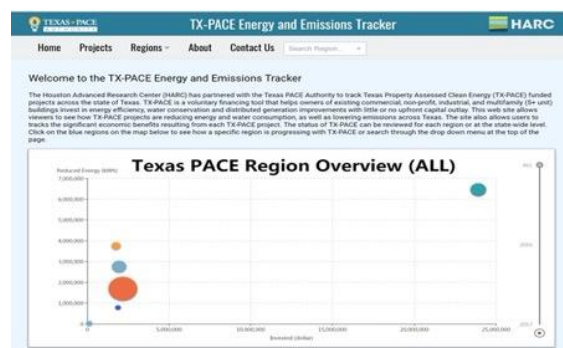 TEXAS PACE
AUTHORITY
TX-PACE Energy and Emissions Tracker
HARC
Home Projects Regions About Contact Us Search Region...
Welcome to the TX-PACE Energy and Emissions Tracker
The Houston Advanced Research Center (HARC) has partnered with the Texas PACE Authority to track Texas Property Assessed Clean Energy (TX-PACE) funded
projects across the state of Texas. TX-PACE is a voluntary financing tool that helps owners of existing commercial, non-profit, industrial, and multifamily (5+ unit)
buildings invest in energy efficiency, water conservation and distributed generation improvements with little or no upfront capital outlay. This web site allows
viewers to see how TX-PACE projects are reducing energy and water consumption, as well as lowering emissions across Texas. The site also allows users to
tracks the significant economic benefits resulting from each TX-PACE project. The status of TX-PACE can be reviewed for each region or at the state-wide level.
Click on the blue regions on the map below to see how a specific region is progressing with TX-PACE or search through the drop down menu at the top of the
page.
Texas PACE Region Overview (ALL)
Reduced Energy (kWh)
7,000,000
6,000,000
5,000,000
4,000,000
3,000,000
2,000,000
1,000,000
0
5,000,000 10,000,000 15,000,000 20,000,000 25,000,000
Invested (dollar)